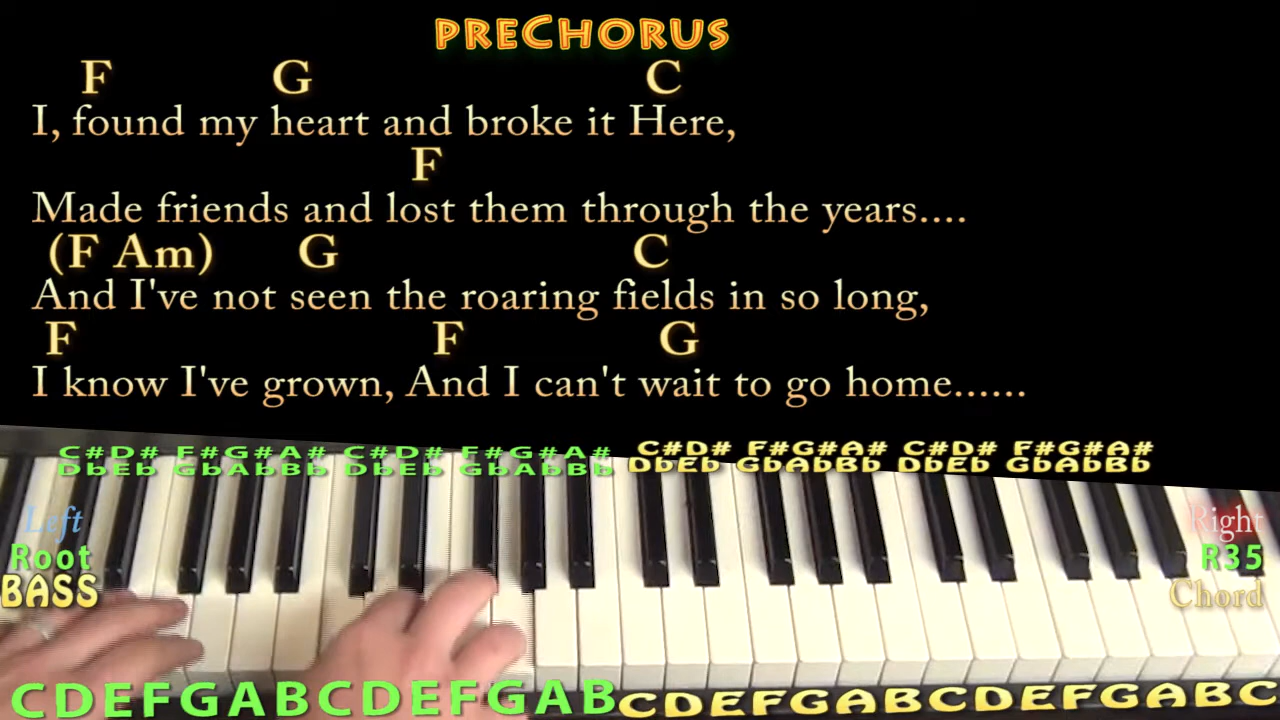 PRECHORUS
F G C
I, found my heart and broke it Here,
F
Made friends and lost them through the years....
(F Am) G C
And I've not seen the roaring fields in so long,
F F G
I know I've grown, And I can't wait to go home......
C#D# F#G#A# C#D# F#G#A# C#D# F#G#A# C#D# F#G#A#
DbEb GbAbBb DbEb GbAbBb DbEb GbAbBb DbEb GbAbBb
Left
Root
BASS
Right
R35
Chord
CDEFGABCDEFGABCDEFGABCDEFGABC